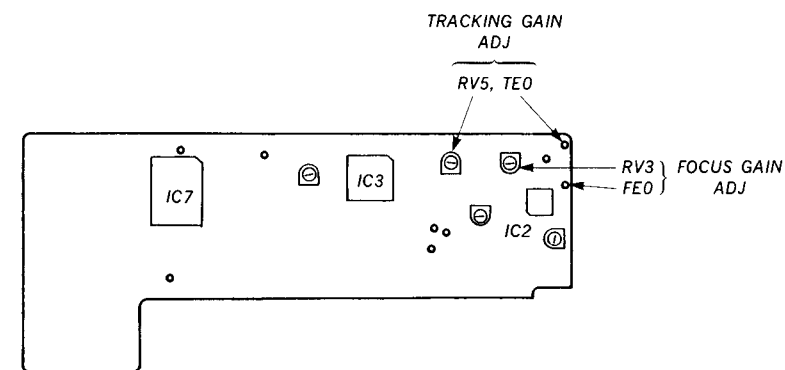 TRACKING GAIN
ADJ
RV5, TEO
RV3
FEO
FOCUS GAIN
ADJ
IC7
IC3
IC2